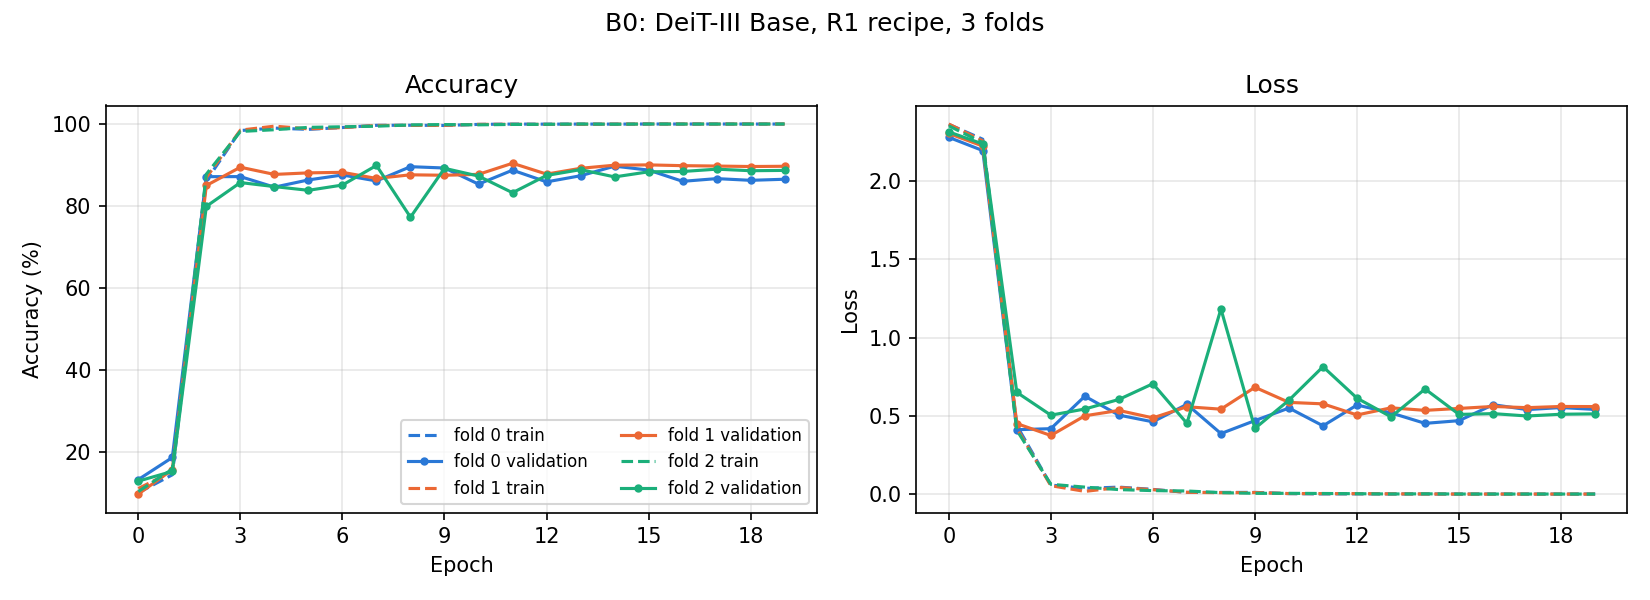 B0: DeiT-III Base, R1 recipe, 3 folds
Accuracy
Accuracy (%)
100
80
60
40
20
0 3 6 9 12 15 18
Epoch
fold 0 train
fold 0 validation
fold 1 train
fold 1 validation
fold 2 train
fold 2 validation
Loss
Loss
2.0
1.5
1.0
0.5
0.0
0 3 6 9 12 15 18
Epoch